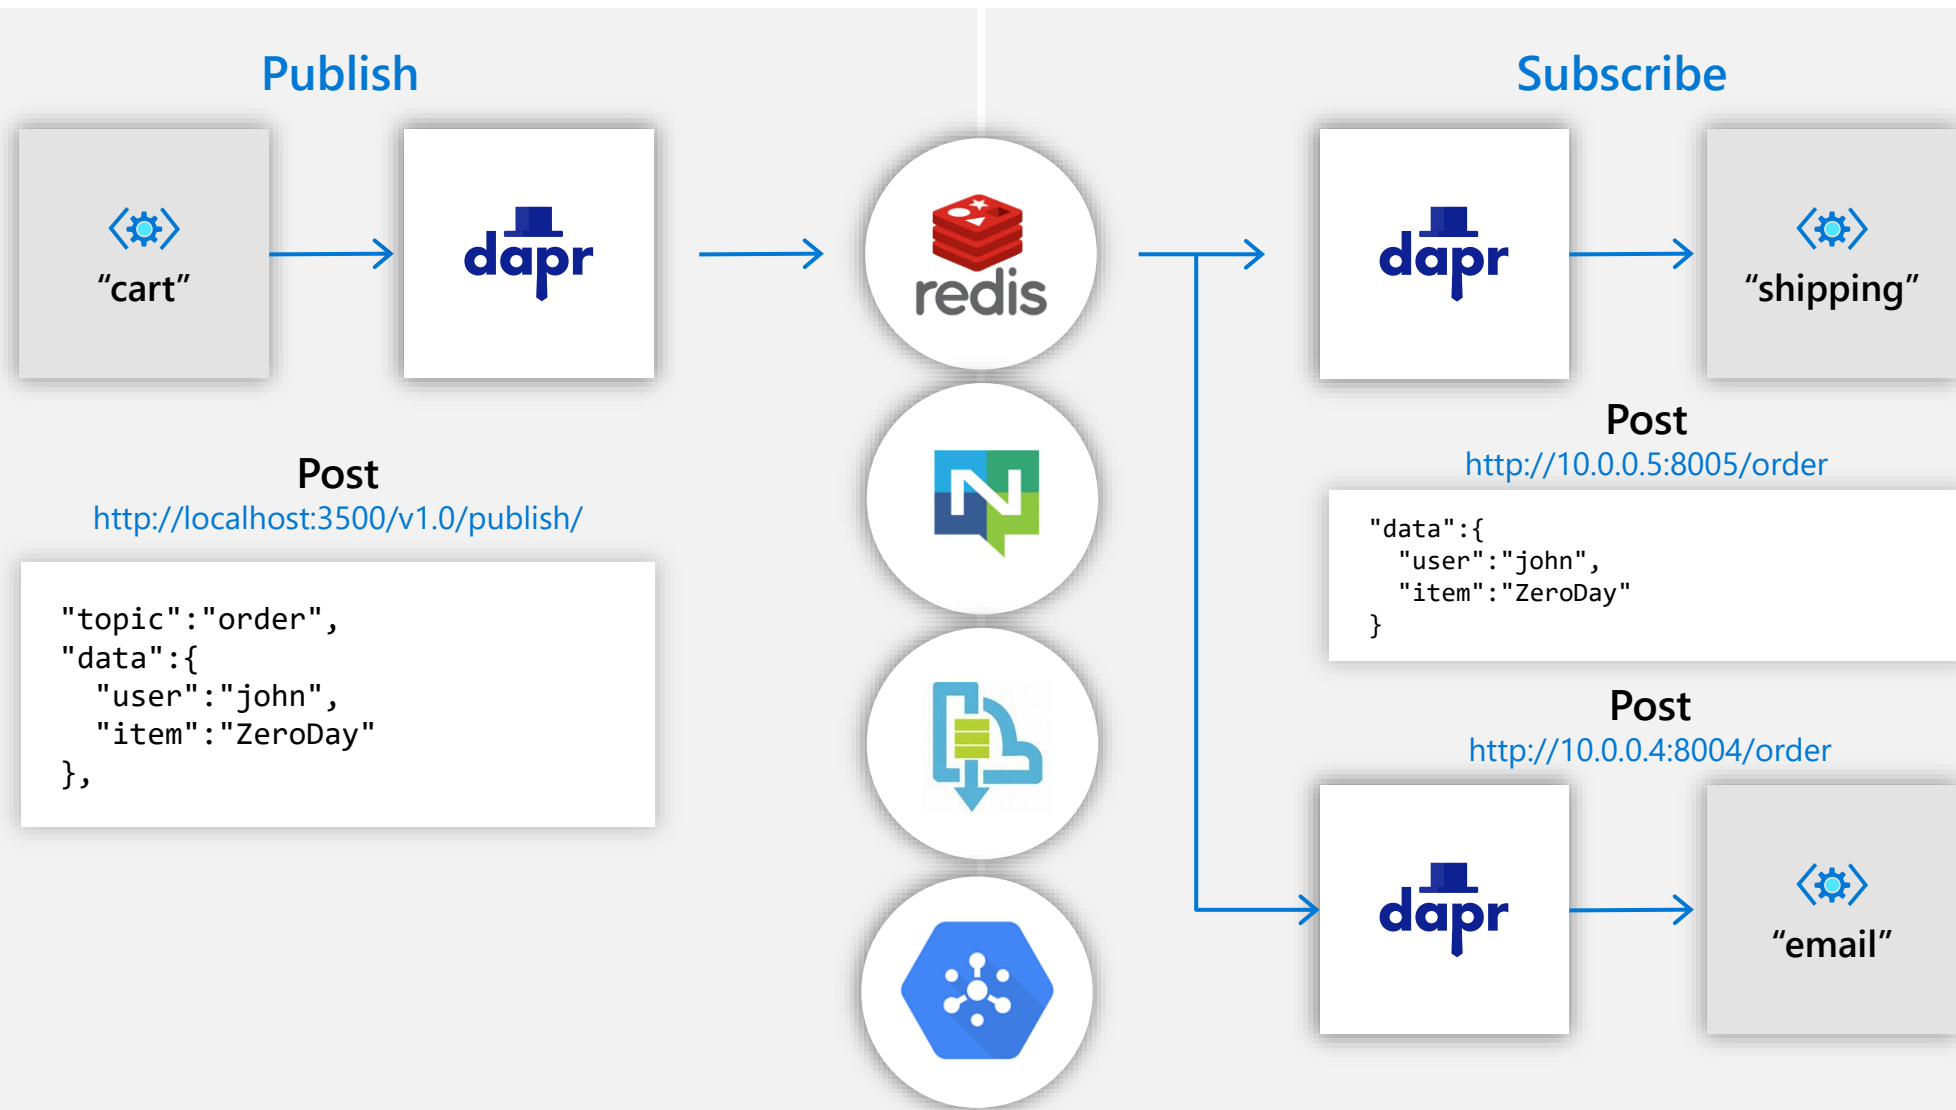 Publish
“cart”
dapr
Post
http://localhost:3500/v1.0/publish/
"topic":"order",
"data":{
"user":"john",
"item":"ZeroDay"
},
redis
N
Subscribe
dapr
“shipping”
Post
http://10.0.0.5:8005/order
"data":{
"user":"john",
"item":"ZeroDay"
}
Post
http://10.0.0.4:8004/order
dapr
“email”